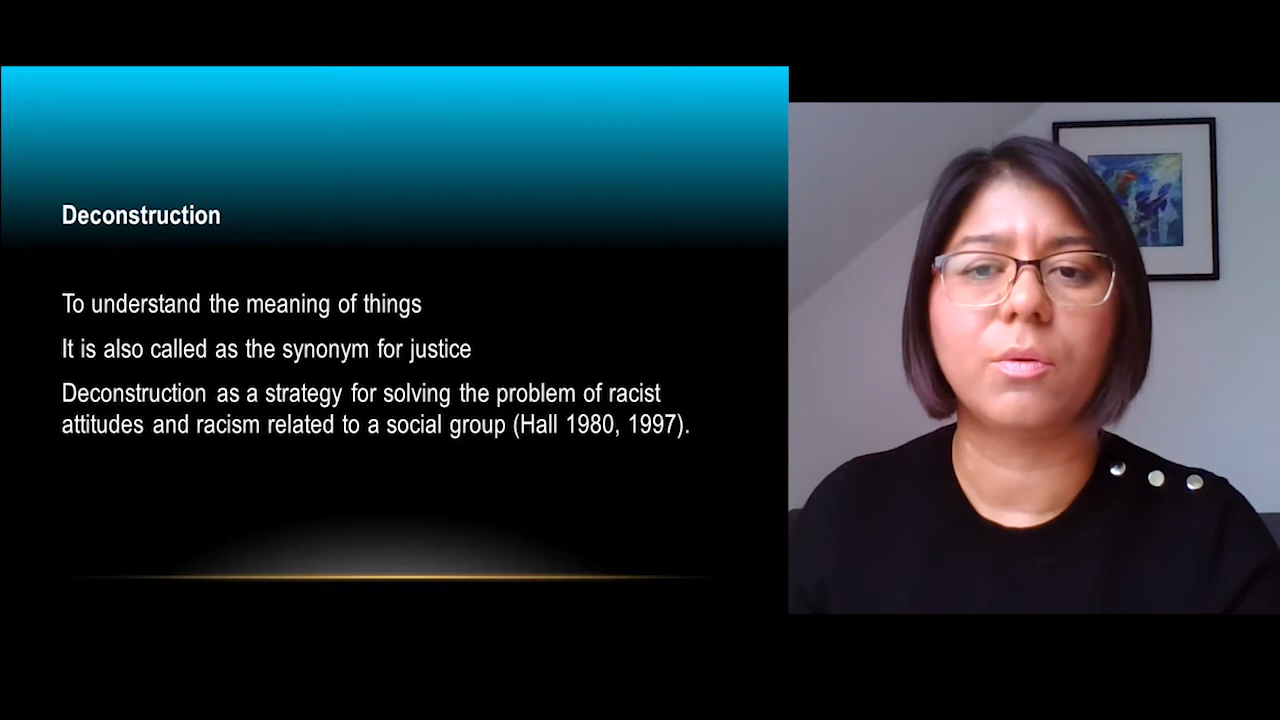 Deconstruction
To understand the meaning of things
It is also called as the synonym for justice
Deconstruction as a strategy for solving the problem of racist
attitudes and racism related to a social group (Hall 1980, 1997).